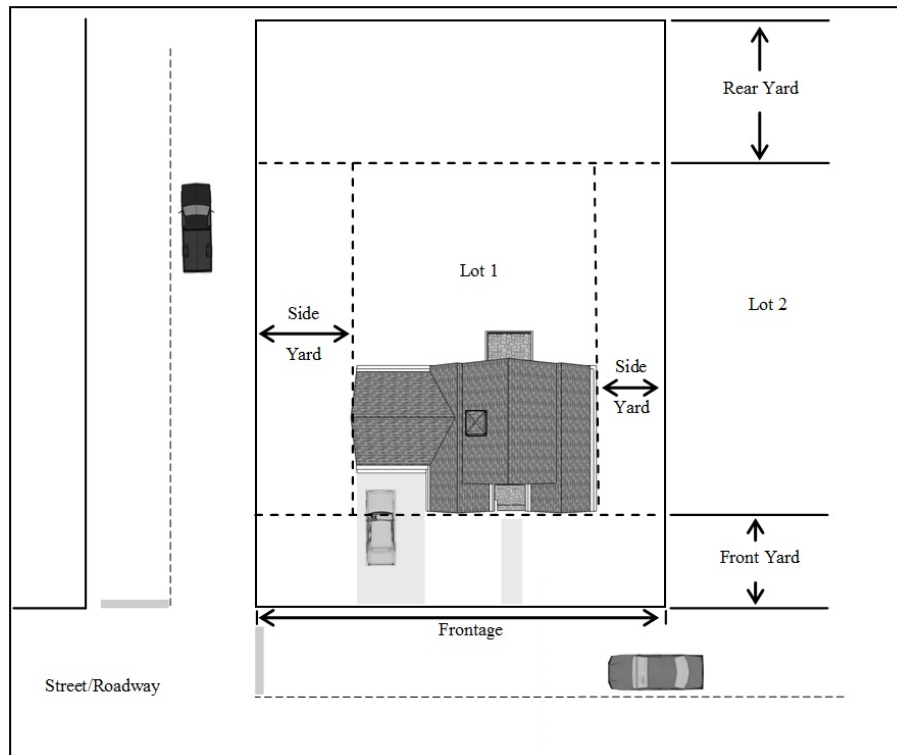 Rear Yard
Lot 1
Side
Yard
Lot 2
Side
Yard
Front Yard
Frontage
Street/Roadway